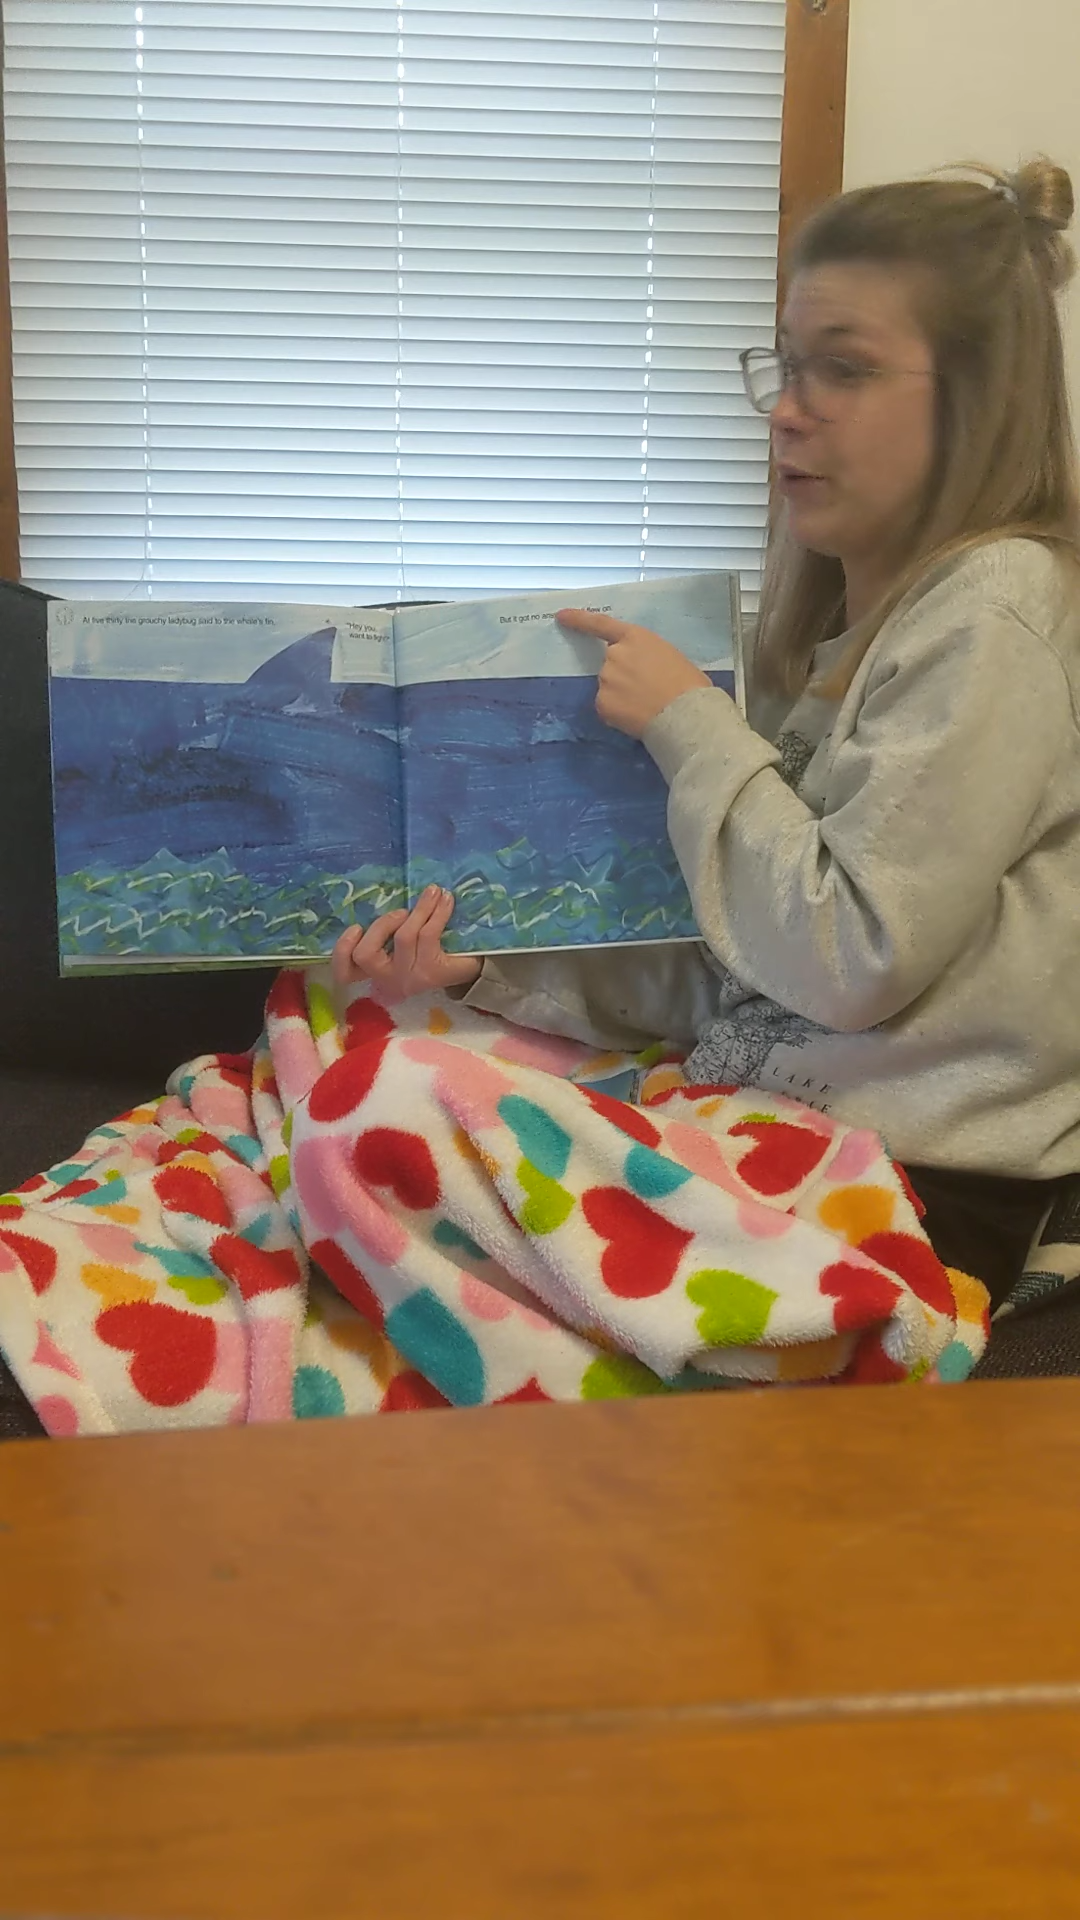 At five thirty the grouchy ladybug said to the whale's fin,
"Hey you,
want to fight?"
But it got no flew on.
LAKE